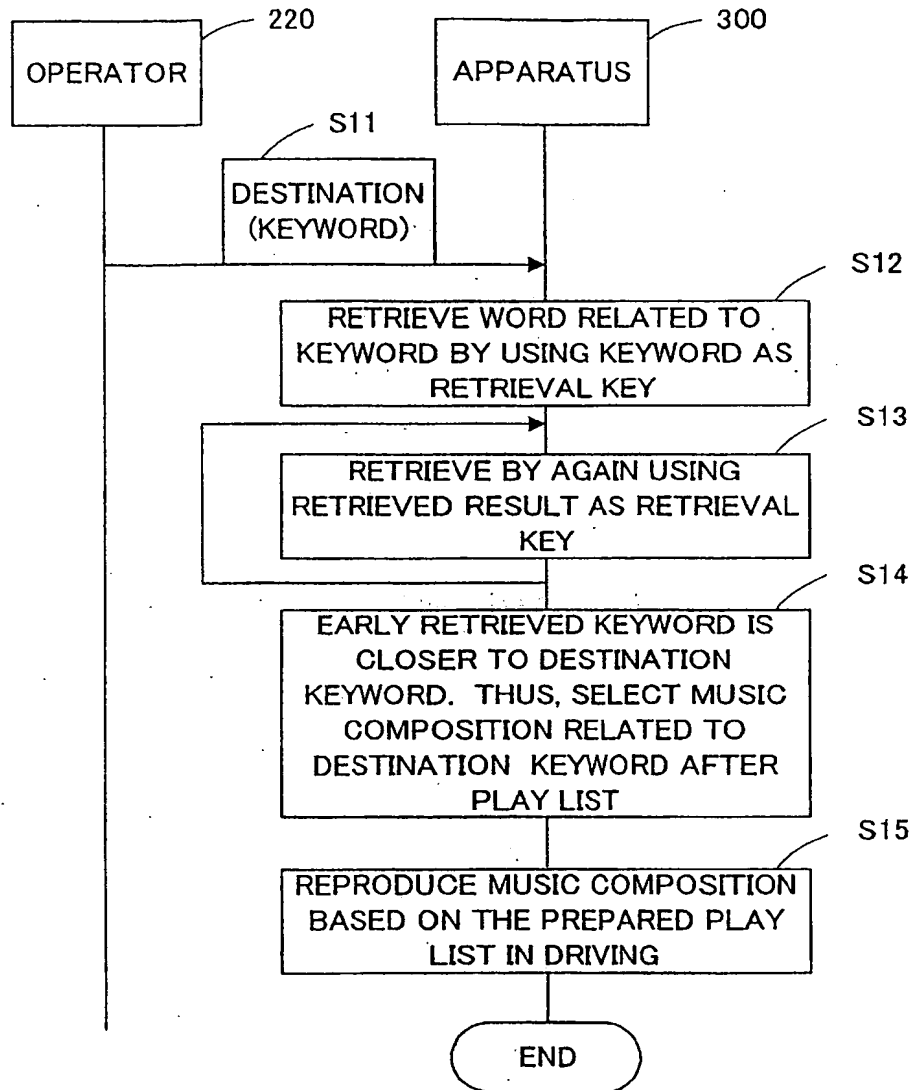 220
300
OPERATOR
APPARATUS
S11
DESTINATION
(KEYWORD)
S12
RETRIEVE WORD RELATED TO
KEYWORD BY USING KEYWORD AS
RETRIEVAL KEY
S13
RETRIEVE BY AGAIN USING
RETRIEVED RESULT AS RETRIEVAL
KEY
S14
EARLY RETRIEVED KEYWORD IS
CLOSER TO DESTINATION
KEYWORD. THUS, SELECT MUSIC
COMPOSITION RELATED TO
DESTINATION KEYWORD AFTER
PLAY LIST
S15
REPRODUCE MUSIC COMPOSITION
BASED ON THE PREPARED PLAY
LIST IN DRIVING
END